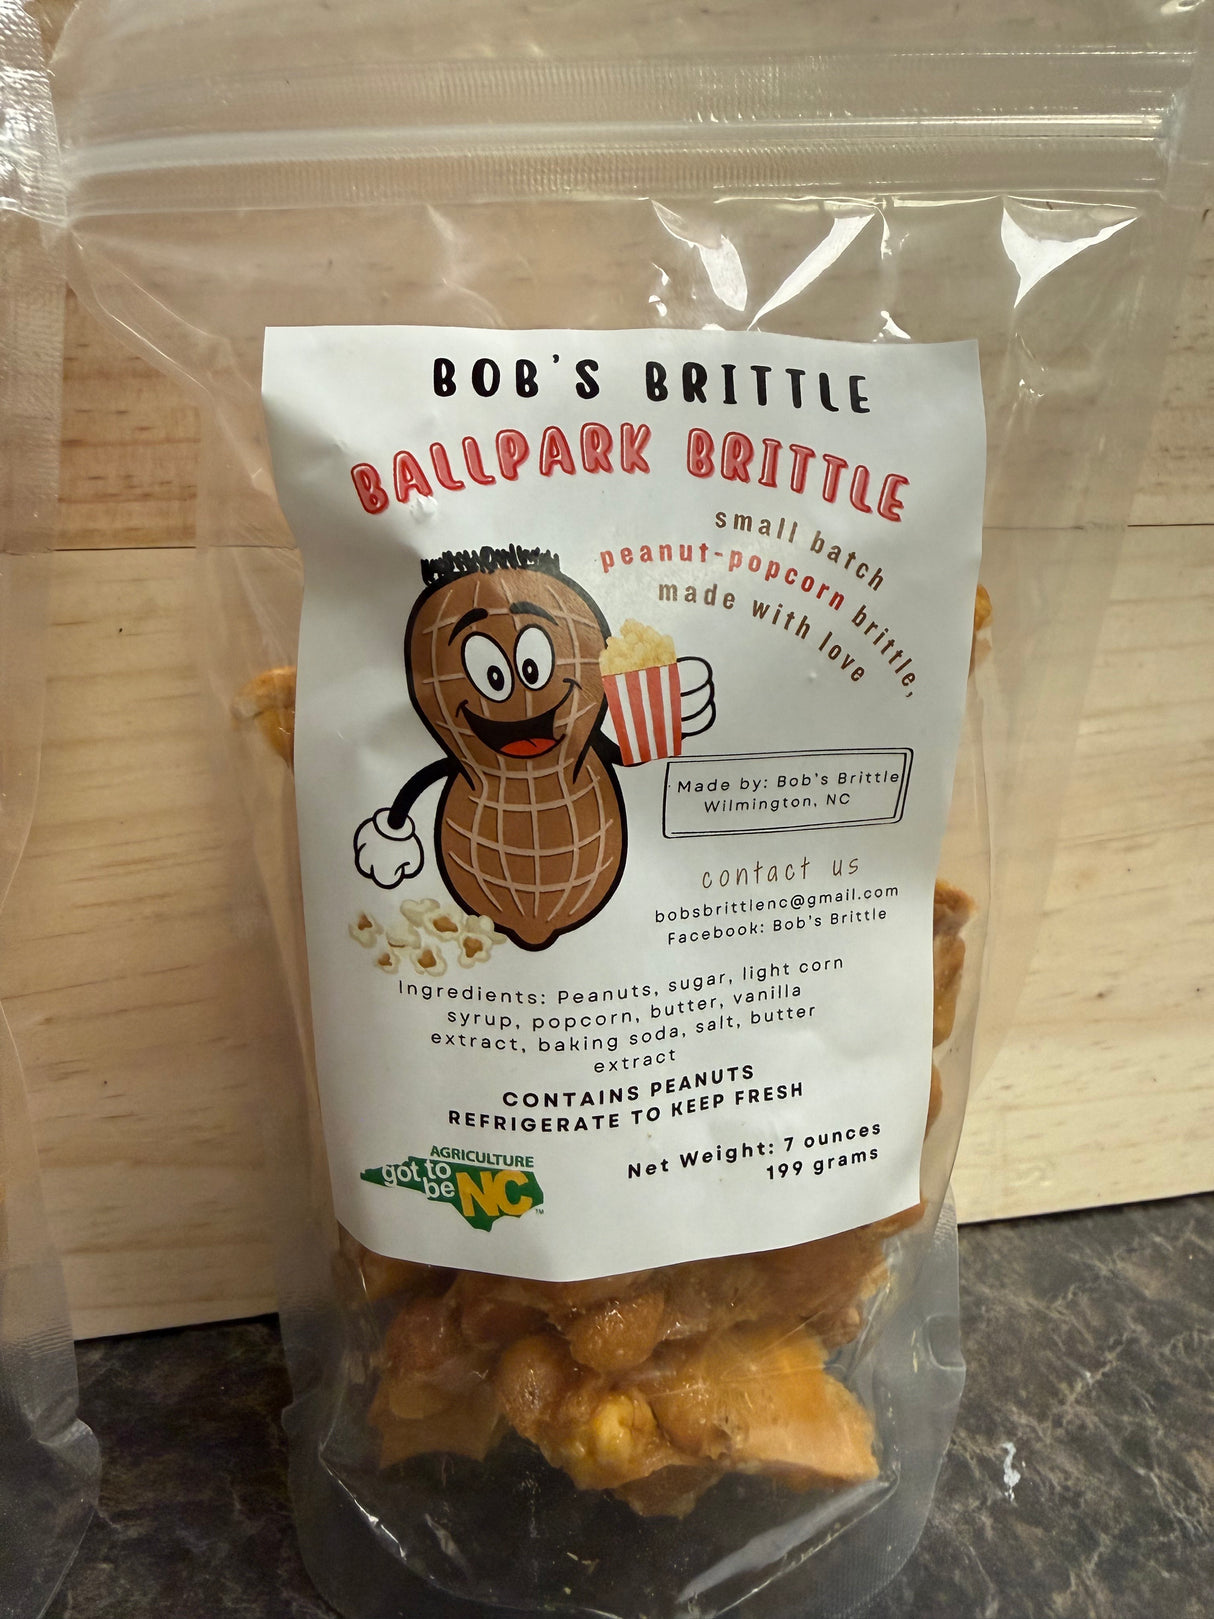 BOB'S BRITTLE
BALLPARK BRITTLE
small batch
peanut-popcorn brittle,
made with love
Made by: Bob's Brittle
Wilmington, NC
contact us
bobsbrittlenc@gmail.com
Facebook: Bob's Brittle
Ingredients: Peanuts, sugar, light corn
syrup, popcorn, butter, vanilla
extract, baking soda, salt, butter
extract
CONTAINS PEANUTS
REFRIGERATE TO KEEP FRESH
Net Weight: 7 ounces
199 grams
AGRICULTURE
got to
be NC™